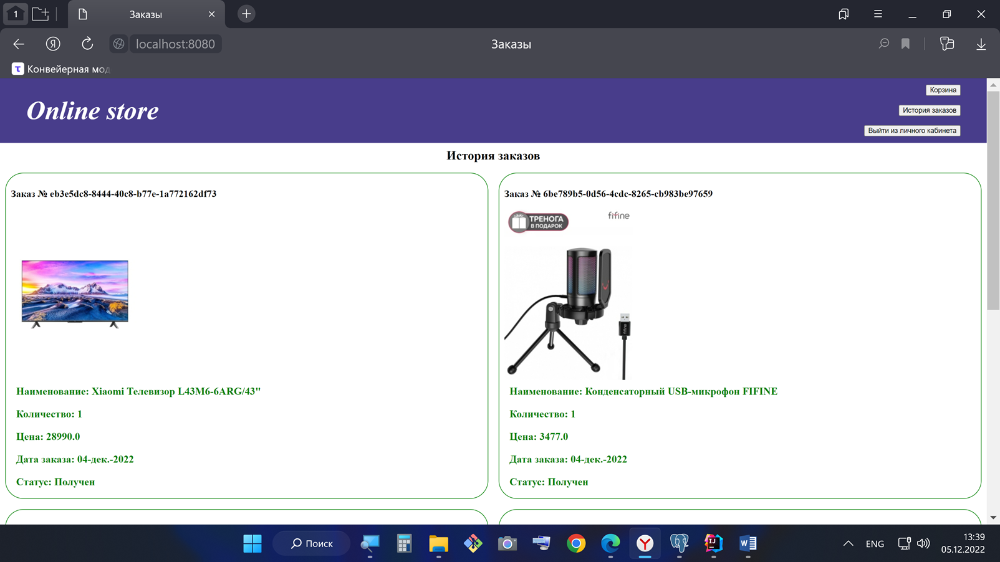 1
Заказы
Я
localhost:8080
Заказы
Конвейерная мод
Online store
Корзина
История заказов
Выйти из личного кабинета
История заказов
Заказ № eb3e5dc8-8444-40c8-b77e-1a772162df73
Наименование: Xiaomi Телевизор L43M6-6ARG/43"
Количество: 1
Цена: 28990.0
Дата заказа: 04-дек.-2022
Статус: Получен
Заказ № 6be789b5-0d56-4cdc-8265-cb983be97659
ТРЕНОГА
В ПОДАРОК
fifine
fifine
Наименование: Конденсаторный USB-микрофон FIFINE
Количество: 1
Цена: 3477.0
Дата заказа: 04-дек.-2022
Статус: Получен
Поиск
ENG
13:39
05.12.2022